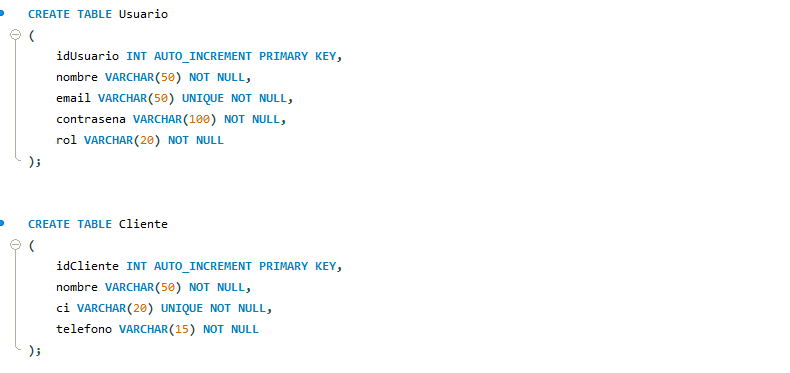 CREATE TABLE Usuario
(
idUsuario INT AUTO_INCREMENT PRIMARY KEY,
nombre VARCHAR(50) NOT NULL,
email VARCHAR(50) UNIQUE NOT NULL,
contrasena VARCHAR(100) NOT NULL,
rol VARCHAR(20) NOT NULL
);
CREATE TABLE Cliente
(
idCliente INT AUTO_INCREMENT PRIMARY KEY,
nombre VARCHAR(50) NOT NULL,
ci VARCHAR(20) UNIQUE NOT NULL,
telefono VARCHAR(15) NOT NULL
);